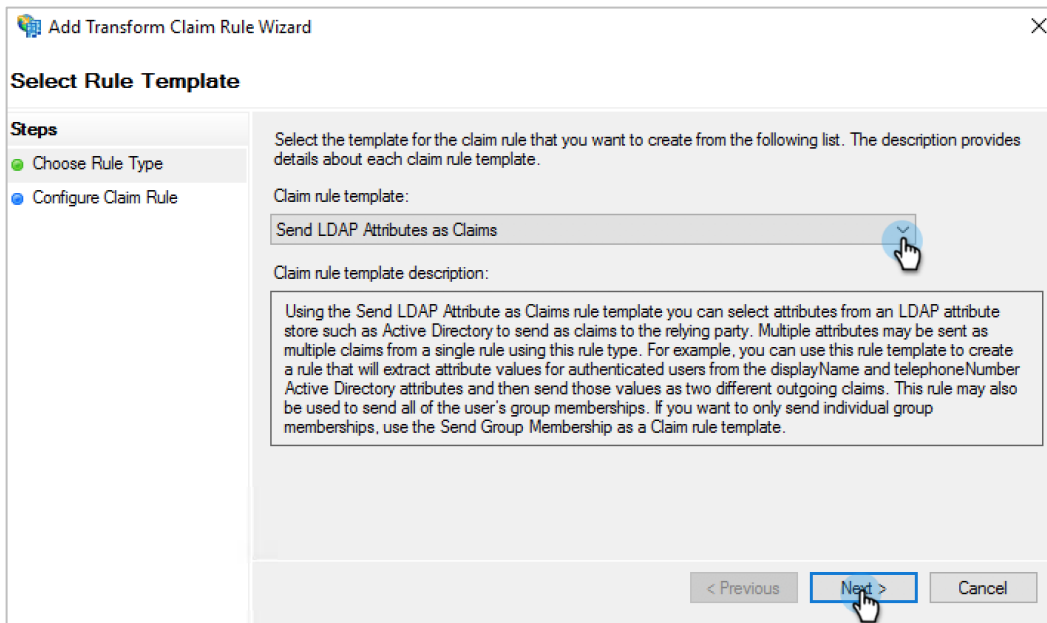 Add Transform Claim Rule Wizard
Select Rule Template
Steps
Choose Rule Type
Configure Claim Rule
Select the template for the claim rule that you want to create from the following list. The description provides
details about each claim rule template.
Claim rule template:
Send LDAP Attributes as Claims
Claim rule template description:
Using the Send LDAP Attribute as Claims rule template you can select attributes from an LDAP attribute
store such as Active Directory to send as claims to the relying party. Multiple attributes may be sent as
multiple claims from a single rule using this rule type. For example, you can use this rule template to create
a rule that will extract attribute values for authenticated users from the displayName and telephoneNumber
Active Directory attributes and then send those values as two different outgoing claims. This rule may also
be used to send all of the user's group memberships. If you want to only send individual group
memberships, use the Send Group Membership as a Claim rule template.
< Previous
Next >
Cancel